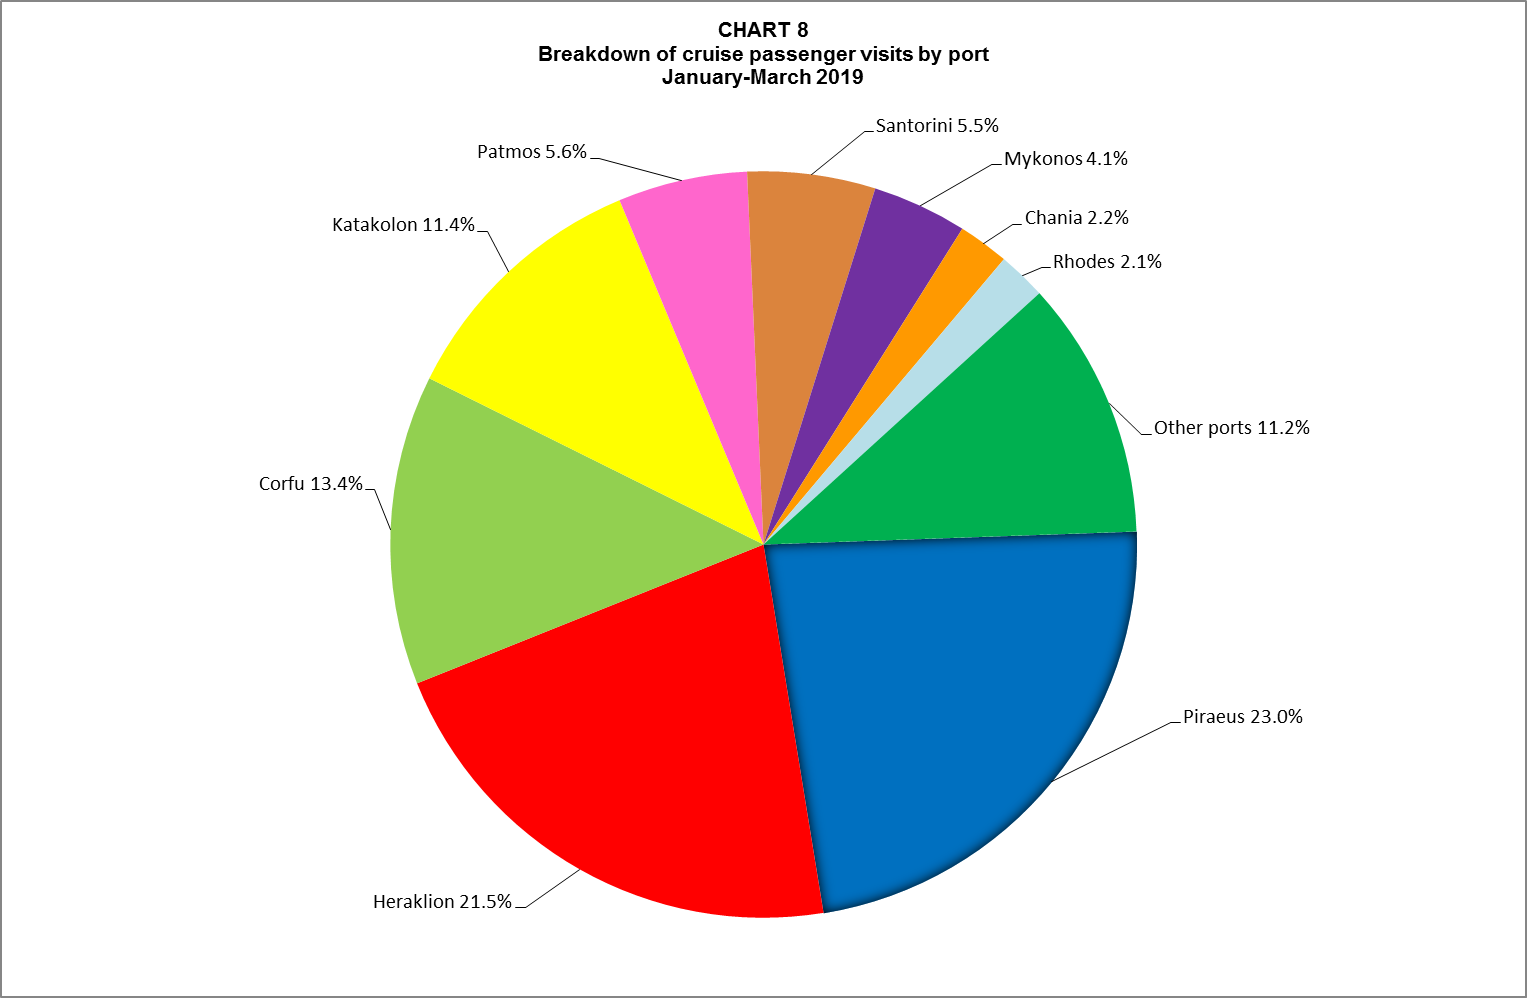 CHART 8
Breakdown of cruise passenger visits by port
January-March 2019
Santorini 5.5%
Patmos 5.6%
Mykonos 4.1%
Chania 2.2%
Katakolon 11.4%
Rhodes 2.1%
Other ports 11.2%
Corfu 13.4%
Piraeus 23.0%
Heraklion 21.5%